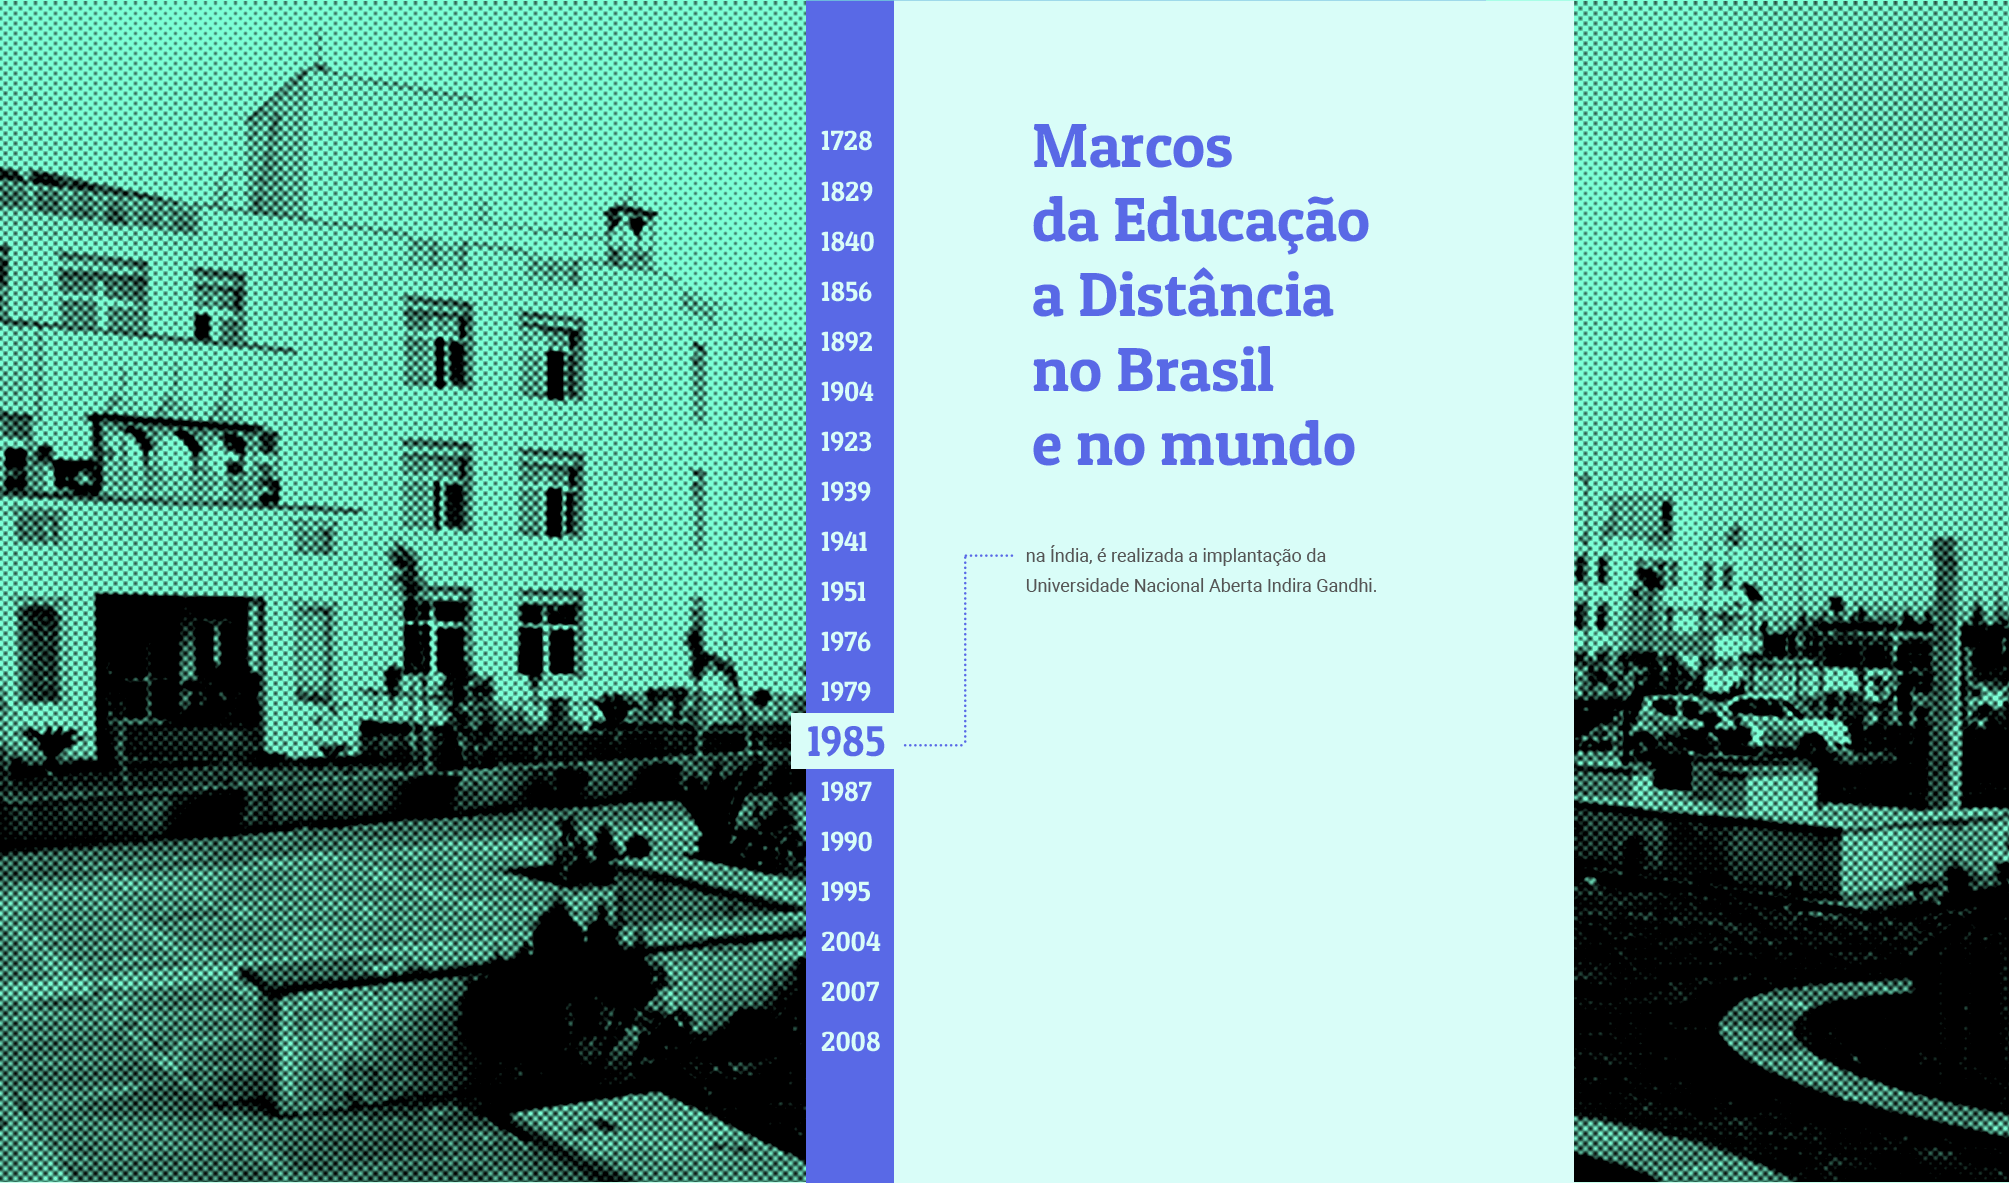 1728
1829
1840
1856
1892
1904
1923
1939
1941
1951
1976
1979
1985
1987
1990
1995
2004
2007
2008
Marcos
da Educação
a Distância
no Brasil
e no mundo
na Índia, é realizada a implantação da
Universidade Nacional Aberta Indira Gandhi.